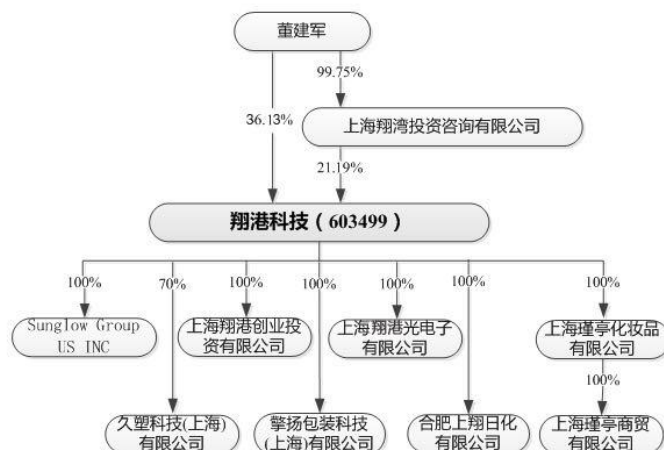 董建军
99.75%
36.13%
上海翔湾投资咨询有限公司
21.19%
翔港科技（603499）
100%
70%
100%
100%
100%
100%
100%
Sunglow Group
US INC
上海翔港创业投
资有限公司
上海翔港光电子
有限公司
上海瑾亭化妆品
有限公司
100%
久塑科技(上海)
有限公司
擎扬包装科技
(上海)有限公司
合肥上翔日化
有限公司
上海瑾亭商贸
有限公司